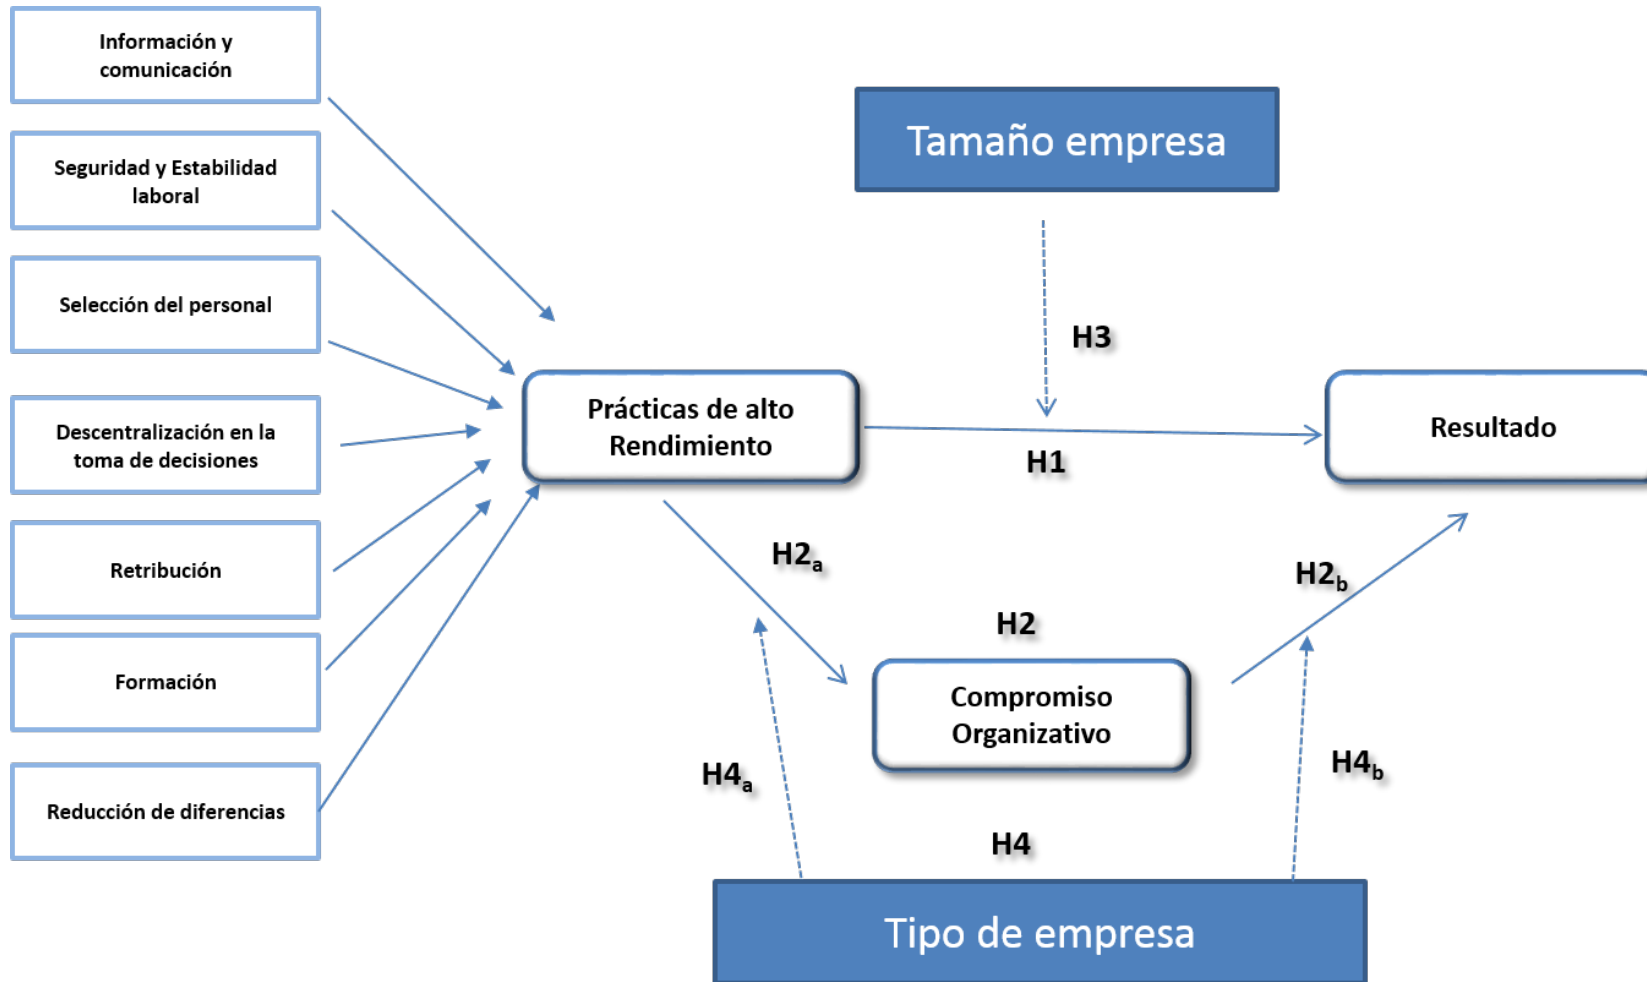 Información y
comunicación
Seguridad y Estabilidad
laboral
Selección del personal
Descentralización en la
toma de decisiones
Retribución
Formación
Reducción de diferencias
Tamaño empresa
H3
Prácticas de alto
Rendimiento
H1
Resultado
H2a
H2b
H2
Compromiso
Organizativo
H4a
H4b
H4
Tipo de empresa